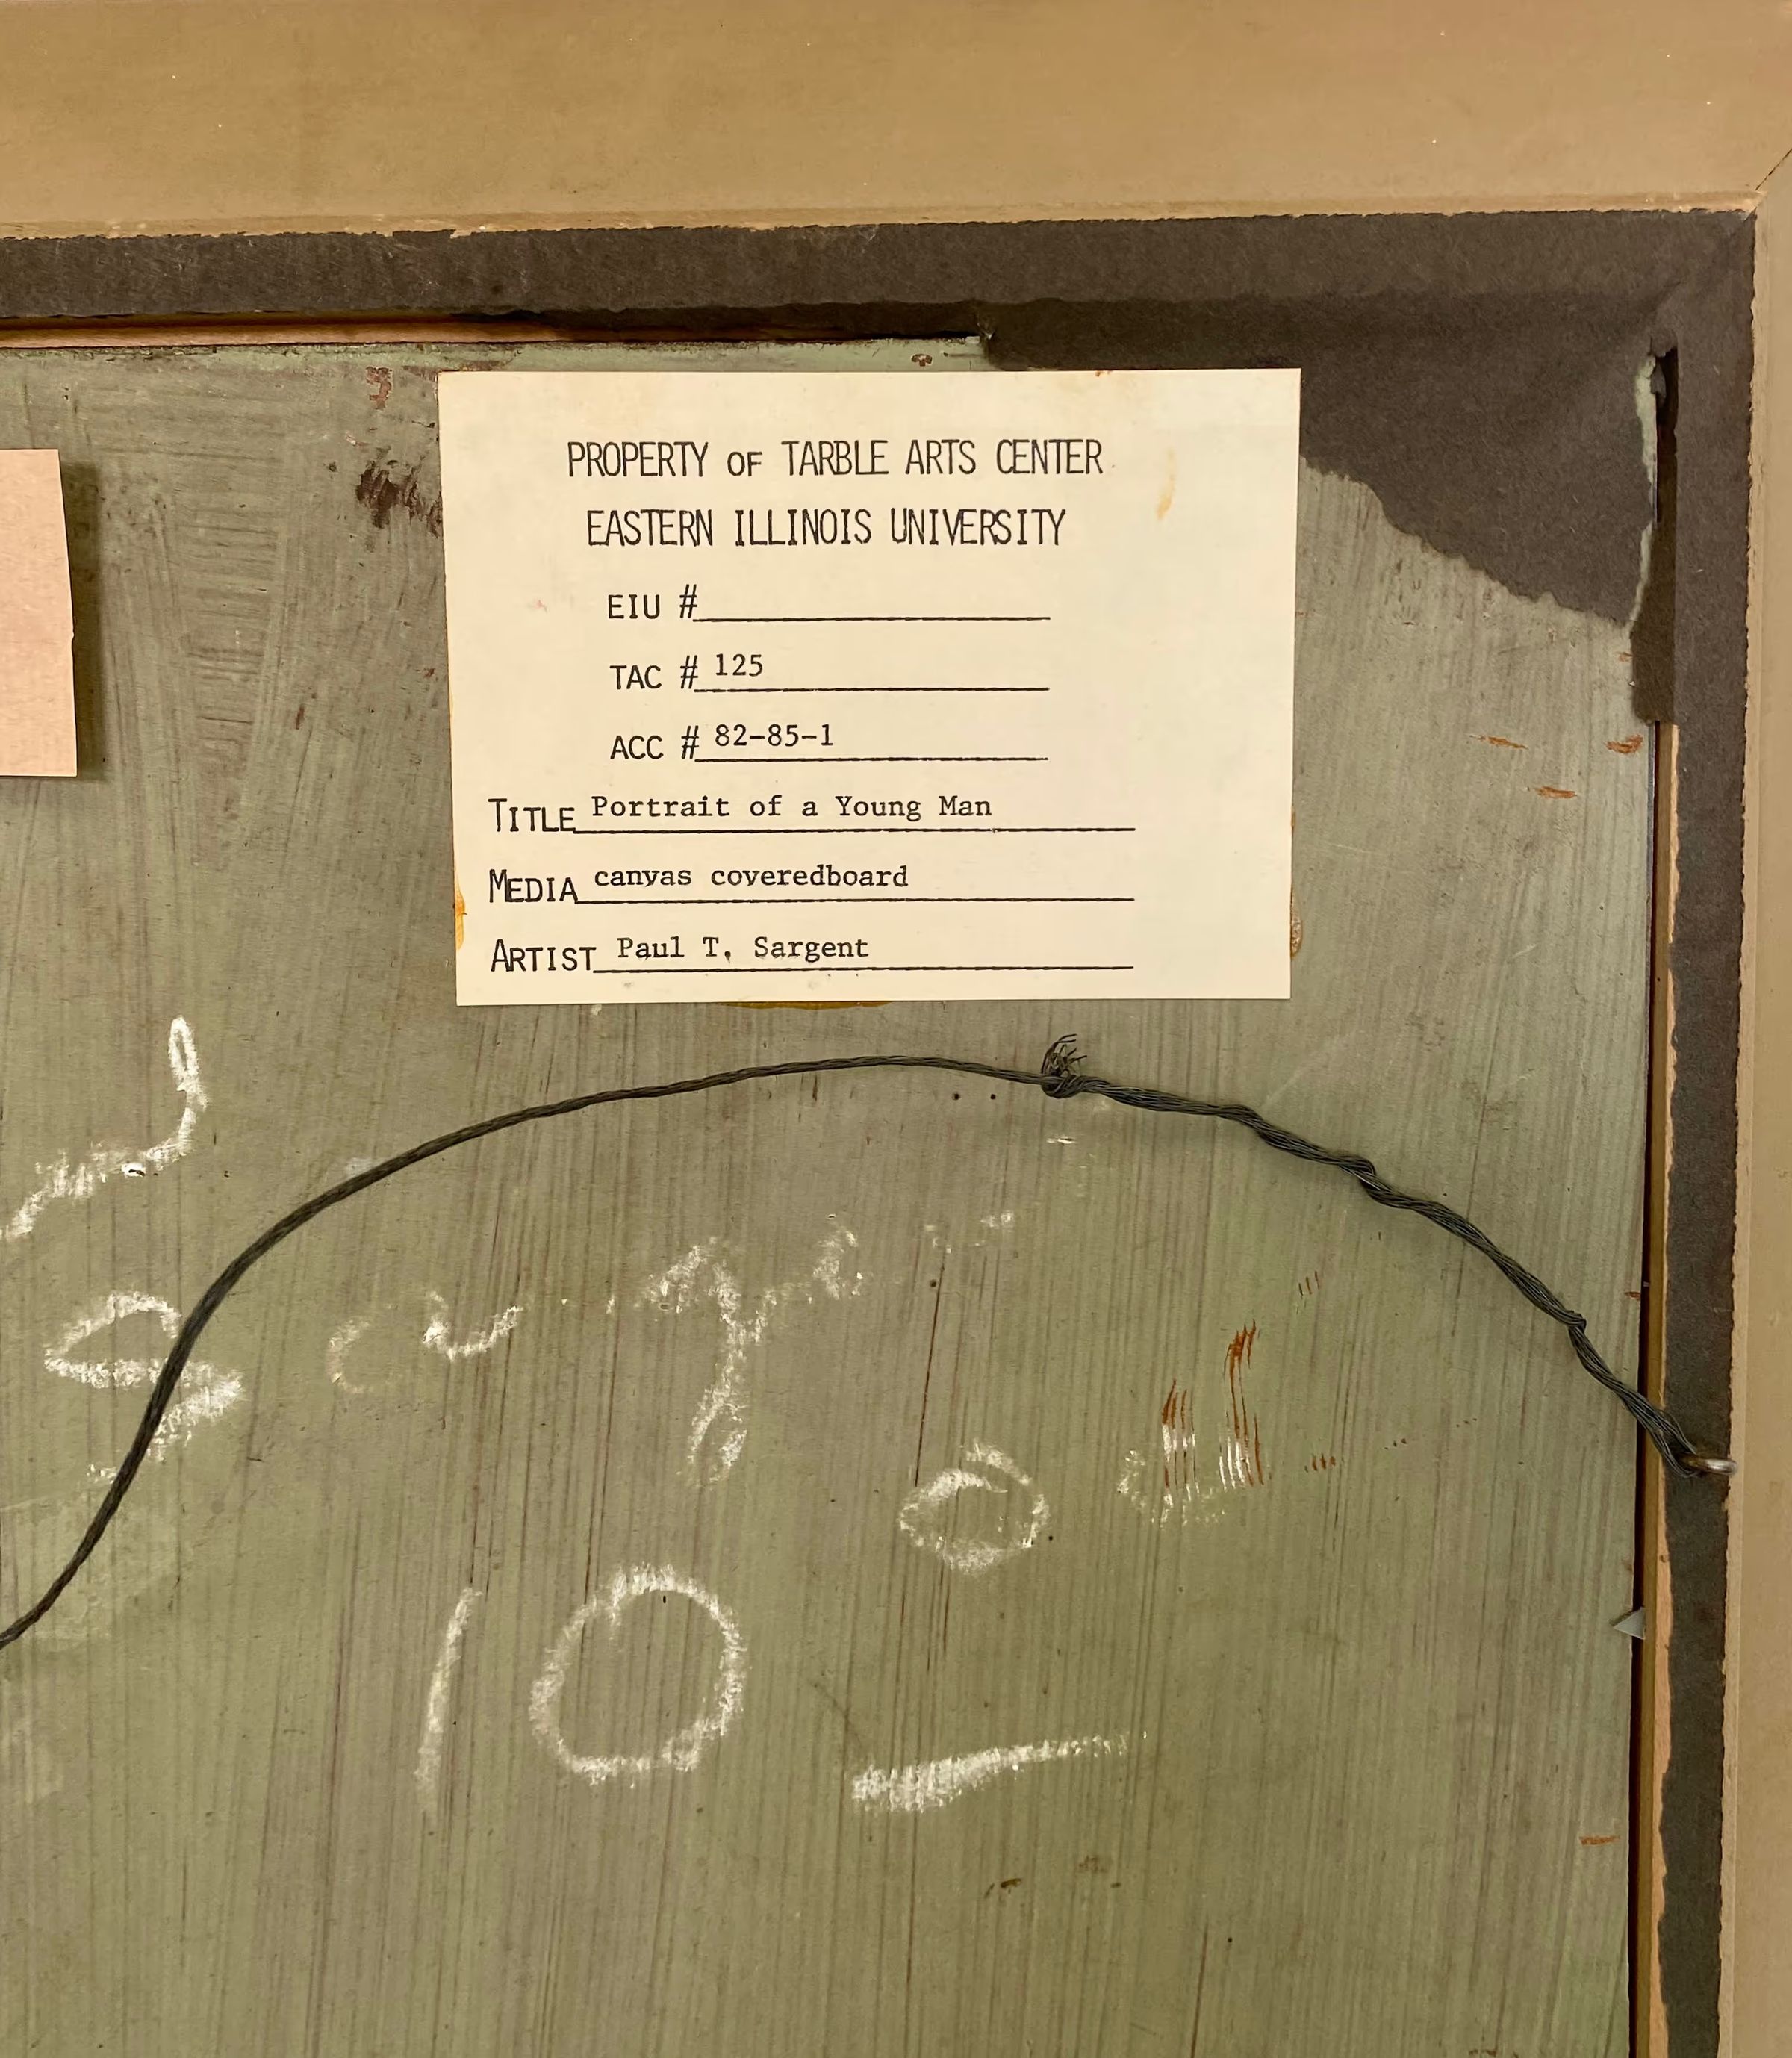 PROPERTY OF TARBLE ARTS CENTER
EASTERN ILLINOIS UNIVERSITY
EIU #
TAC # 125
ACC # 82-85-1
TITLE Portrait of a Young Man
MEDIA canvas coveredboard
ARTIST Paul T. Sargent
10